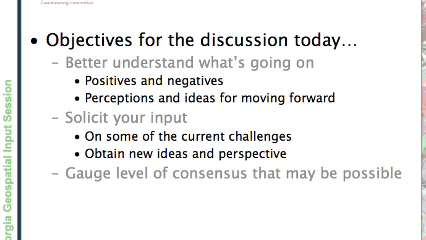 Coordinating Committee
• Objectives for the discussion today…
– Better understand what's going on
• Positives and negatives
• Perceptions and ideas for moving forward
– Solicit your input
• On some of the current challenges
• Obtain new ideas and perspective
– Gauge level of consensus that may be possible
orgia Geospatial Input Session